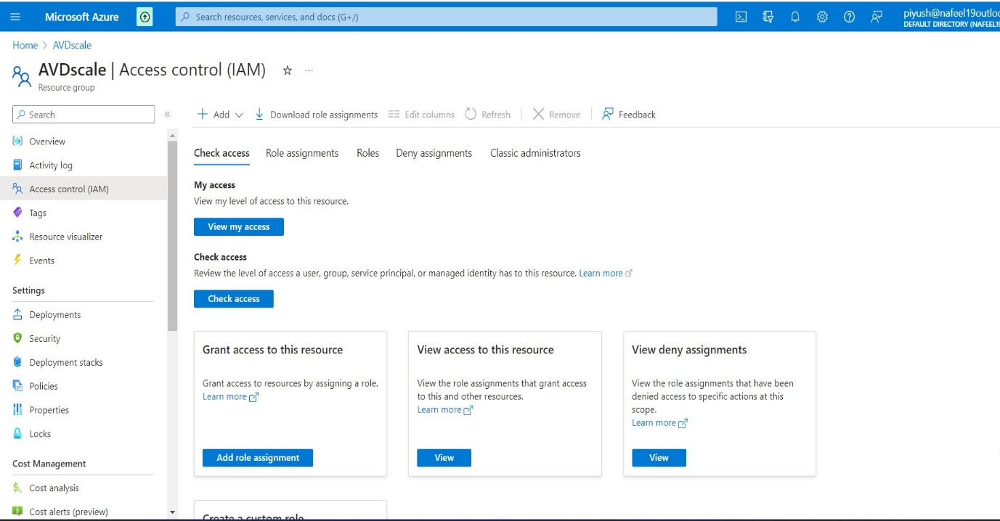 Microsoft Azure
Search resources, services, and docs (G+/)
piyush@nafeel19outloo
DEFAULT DIRECTORY (NAFEEL19
Home > AVDscale
AVDscale | Access control (IAM) ☆ ...
Resource group
Search «
+ Add Download role assignments Edit columns Refresh Remove Feedback
Overview
Activity log
Access control (IAM)
Tags
Resource visualizer
Events
Settings
Deployments
Security
Deployment stacks
Policies
Properties
Locks
Cost Management
Cost analysis
Cost alerts (preview)
Check access Role assignments Roles Deny assignments Classic administrators
My access
View my level of access to this resource.
View my access
Check access
Review the level of access a user, group, service principal, or managed identity has to this resource. Learn more
Check access
Grant access to this resource
Grant access to resources by assigning a role.
Learn more
Add role assignment
View access to this resource
View the role assignments that grant access
to this and other resources.
Learn more
View
View deny assignments
View the role assignments that have been
denied access to specific actions at this
scope.
Learn more
View
Create a custom role